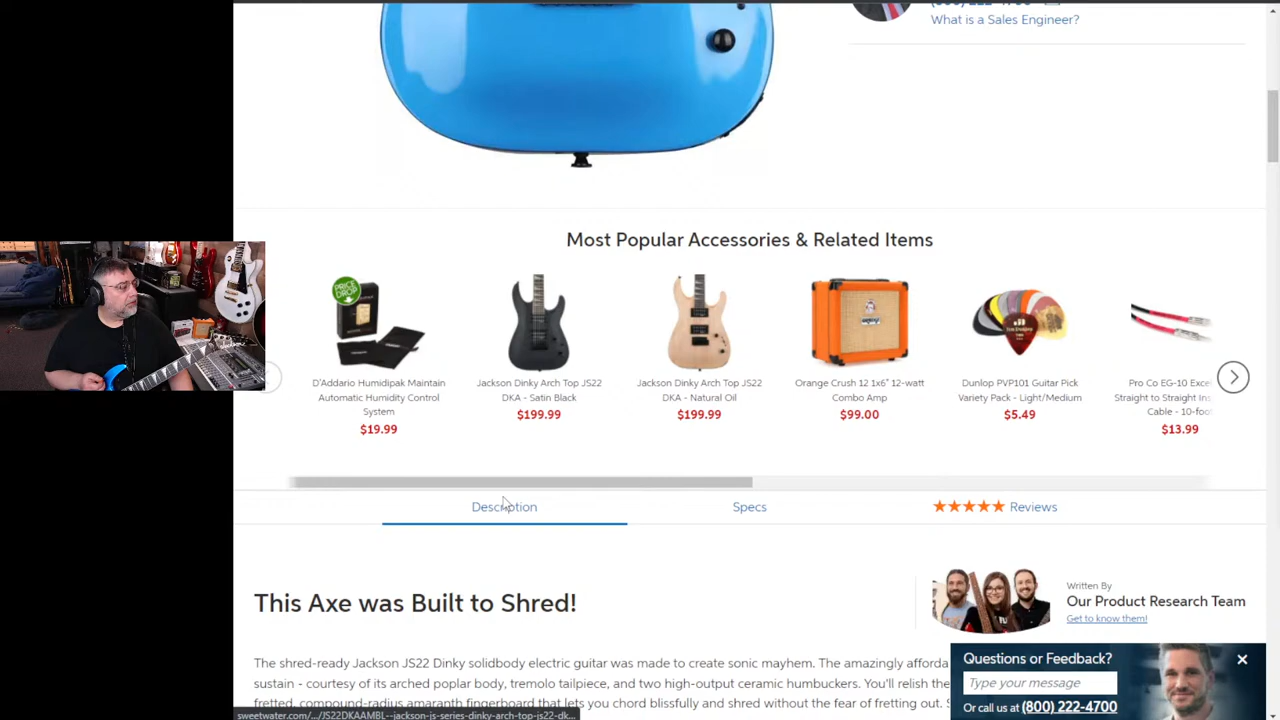 What is a Sales Engineer?
Most Popular Accessories & Related Items
PRICE DROP
D'Addario Humidipak Maintain
Automatic Humidity Control
System
$19.99
Jackson Dinky Arch Top JS22
DKA - Satin Black
$199.99
Jackson Dinky Arch Top JS22
DKA - Natural Oil
$199.99
Orange Crush 12 1x6" 12-watt
Combo Amp
$99.00
Dunlop PVP101 Guitar Pick
Variety Pack - Light/Medium
$5.49
Pro Co EG-10 Exce
Straight to Straight In
Cable - 10-foo
$13.99
Description
Specs
Reviews
This Axe was Built to Shred!
Written By
Our Product Research Team
Get to know them!
The shred-ready Jackson JS22 Dinky solidbody electric guitar was made to create sonic mayhem. The amazingly afforda
sustain - courtesy of its arched poplar body, tremolo tailpiece, and two high-output ceramic humbuckers. You'll relish the
fretted, compound-radius amaranth fingerboard that lets you chord blissfully and shred without the fear of fretting out. S
Questions or Feedback?
Type your message
Or call us at (800) 222-4700
sweetwater.com/.../JS22DKAAMBL--jackson-js-series-dinky-arch-top-js22-dk...